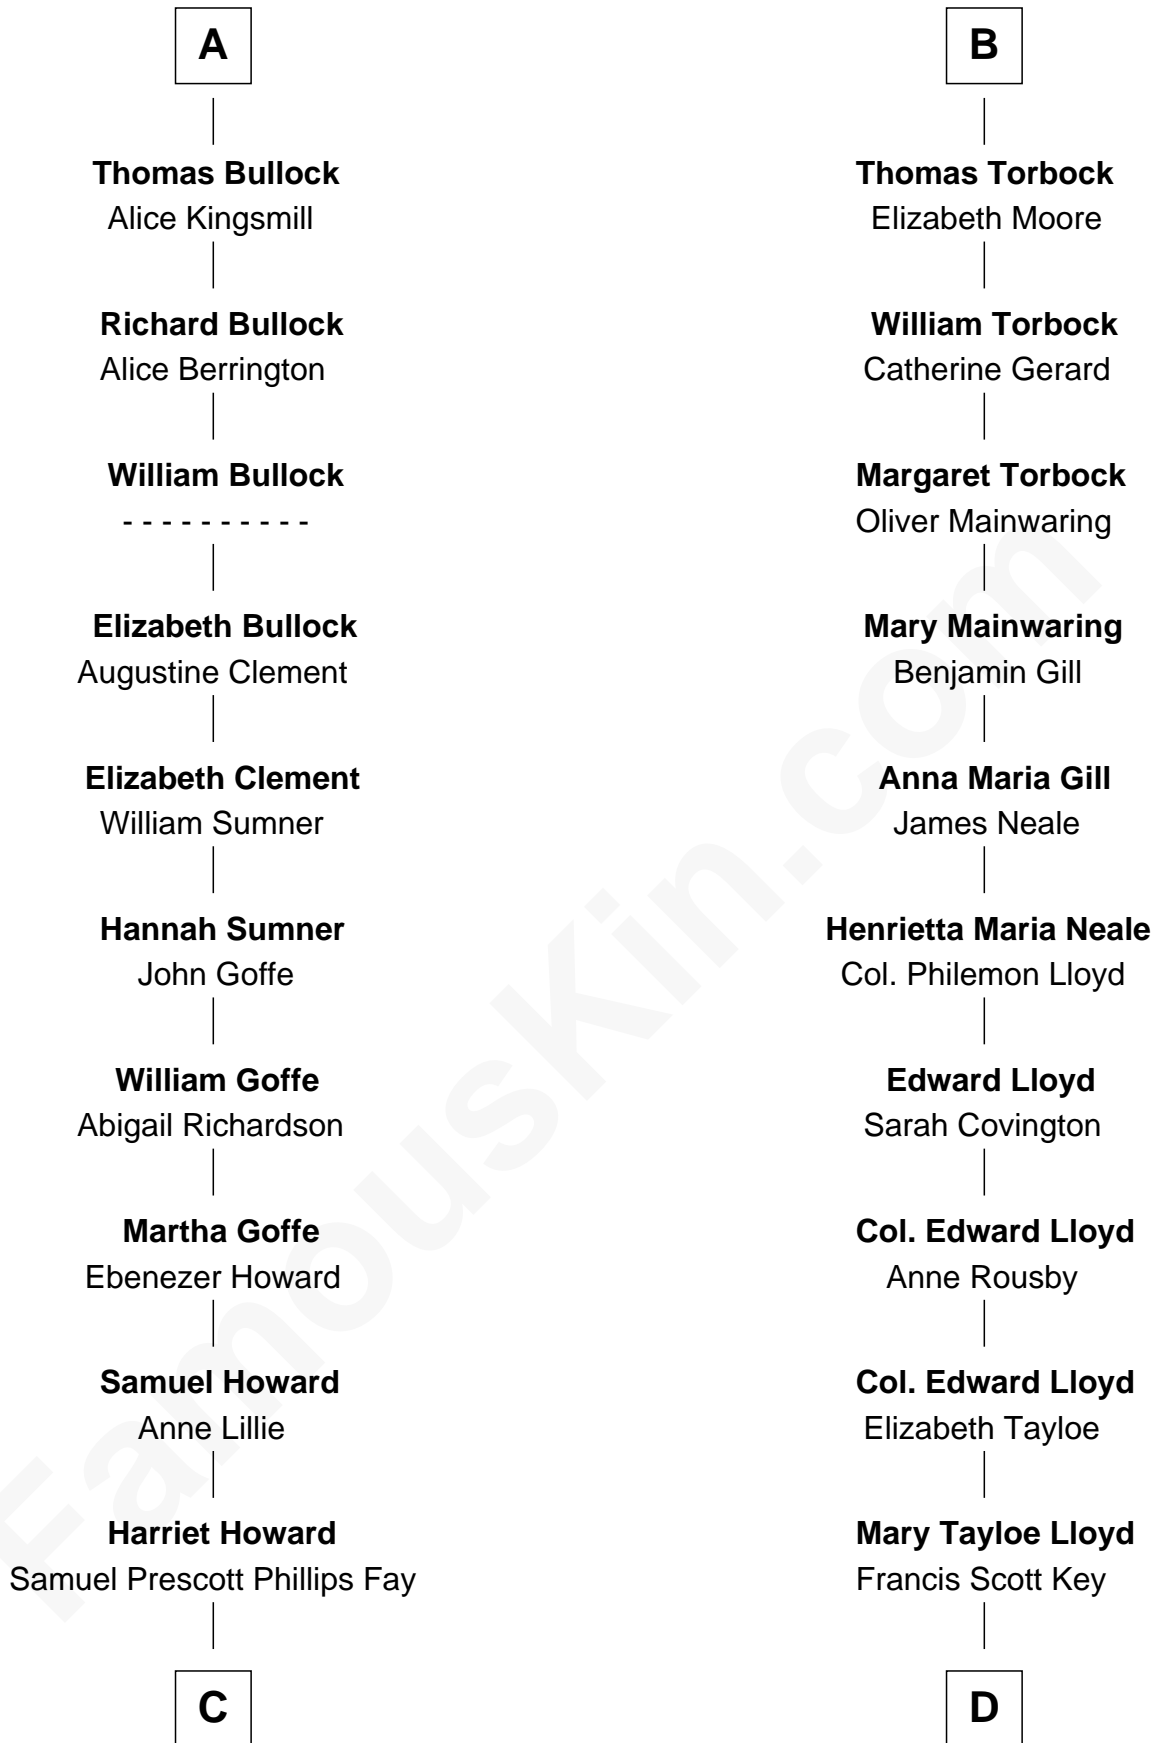 A
Thomas Bullock
Alice Kingsmill
Richard Bullock
Alice Berrington
William Bullock
- - - - - - - - - -
Elizabeth Bullock
Augustine Clement
Elizabeth Clement
William Sumner
Hannah Sumner
John Goffe
William Goffe
Abigail Richardson
Martha Goffe
Ebenezer Howard
Samuel Howard
Anne Lillie
Harriet Howard
Samuel Prescott Phillips Fay
C
B
Thomas Torbock
Elizabeth Moore
William Torbock
Catherine Gerard
Margaret Torbock
Oliver Mainwaring
Mary Mainwaring
Benjamin Gill
Anna Maria Gill
James Neale
Henrietta Maria Neale
Col. Philemon Lloyd
Edward Lloyd
Sarah Covington
Col. Edward Lloyd
Anne Rousby
Col. Edward Lloyd
Elizabeth Tayloe
Mary Tayloe Lloyd
Francis Scott Key
D
FamousKin.com